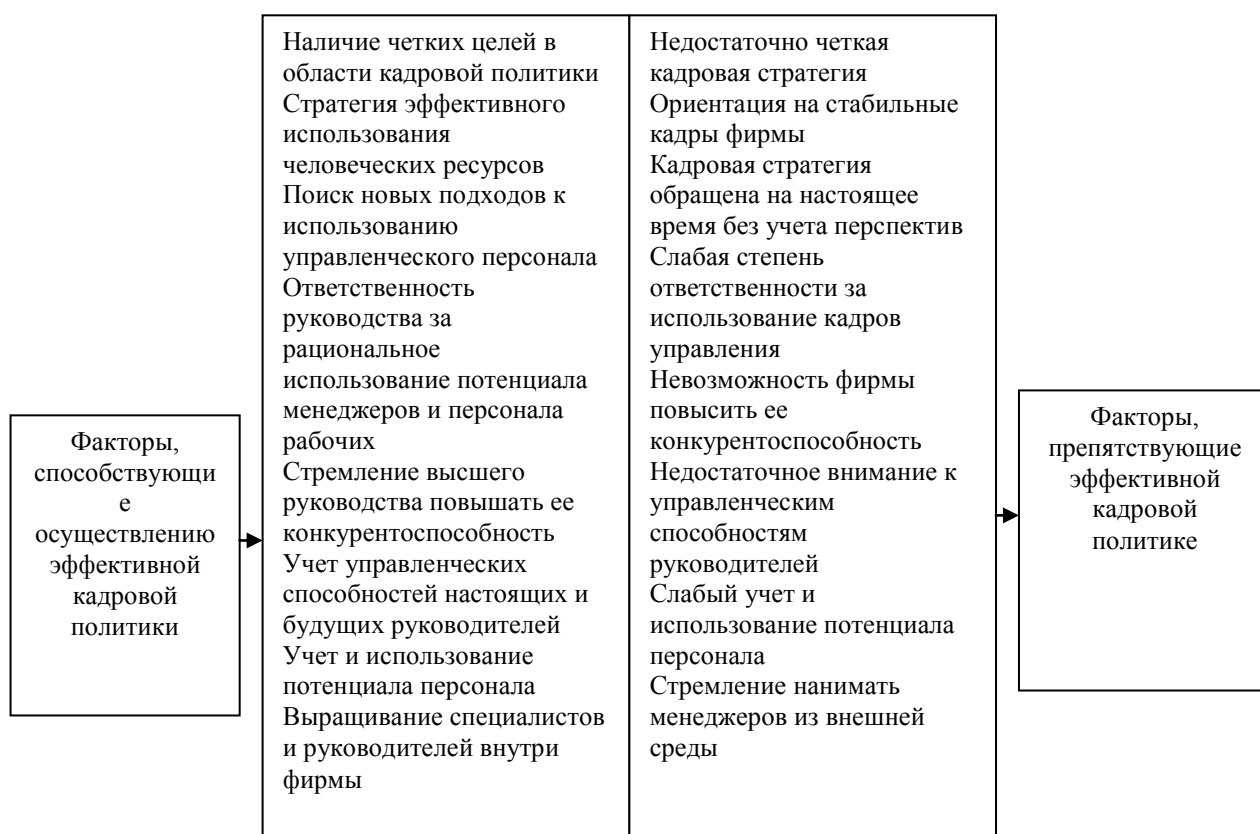 Факторы,
способствующи
е
осуществлению
эффективной
кадровой
политики
Наличие четких целей в
области кадровой политики
Стратегия эффективного
использования
человеческих ресурсов
Поиск новых подходов к
использованию
управленческого персонала
Ответственность
руководства за
рациональное
использование потенциала
менеджеров и персонала
рабочих
Стремление высшего
руководства повышать ее
конкурентоспособность
Учет управленческих
способностей настоящих и
будущих руководителей
Учет и использование
потенциала персонала
Выращивание специалистов
и руководителей внутри
фирмы
Недостаточно четкая
кадровая стратегия
Ориентация на стабильные
кадры фирмы
Кадровая стратегия
обращена на настоящее
время без учета перспектив
Слабая степень
ответственности за
использование кадров
управления
Невозможность фирмы
повысить ее
конкурентоспособность
Недостаточное внимание к
управленческим
способностям
руководителей
Слабый учет и
использование потенциала
персонала
Стремление нанимать
менеджеров из внешней
среды
Факторы,
препятствующие
эффективной
кадровой
политике